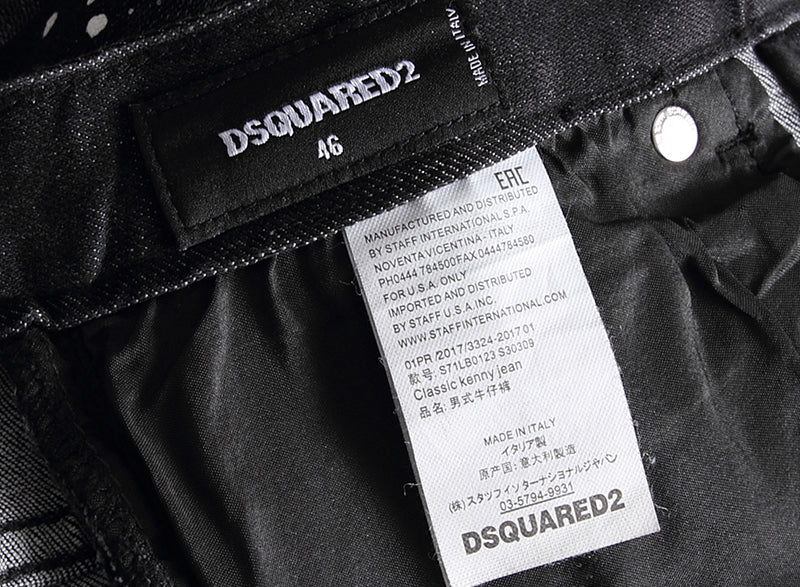 MADE IN ITALY
DSQUARED2
46
EAC
MANUFACTURED AND DISTRIBUTED
BY STAFF INTERNATIONAL S.P.A.
NOVENTA VICENTINA - ITALY
PH0444 784500FAX 0444784560
FOR U.S.A. ONLY
IMPORTED AND DISTRIBUTED
BY STAFF U.S.A. INC.
WWW.STAFFINTERNATIONAL.COM
01PR/2017/3324-2017 01
款号: S71LB0123 S30309
Classic kenny jean
品名: 男式牛仔裤
MADE IN ITALY
イタリア製
原产国: 意大利製造
(株) スタッフインターナショナルジャパン
03-5794-9931
DSQUARED2